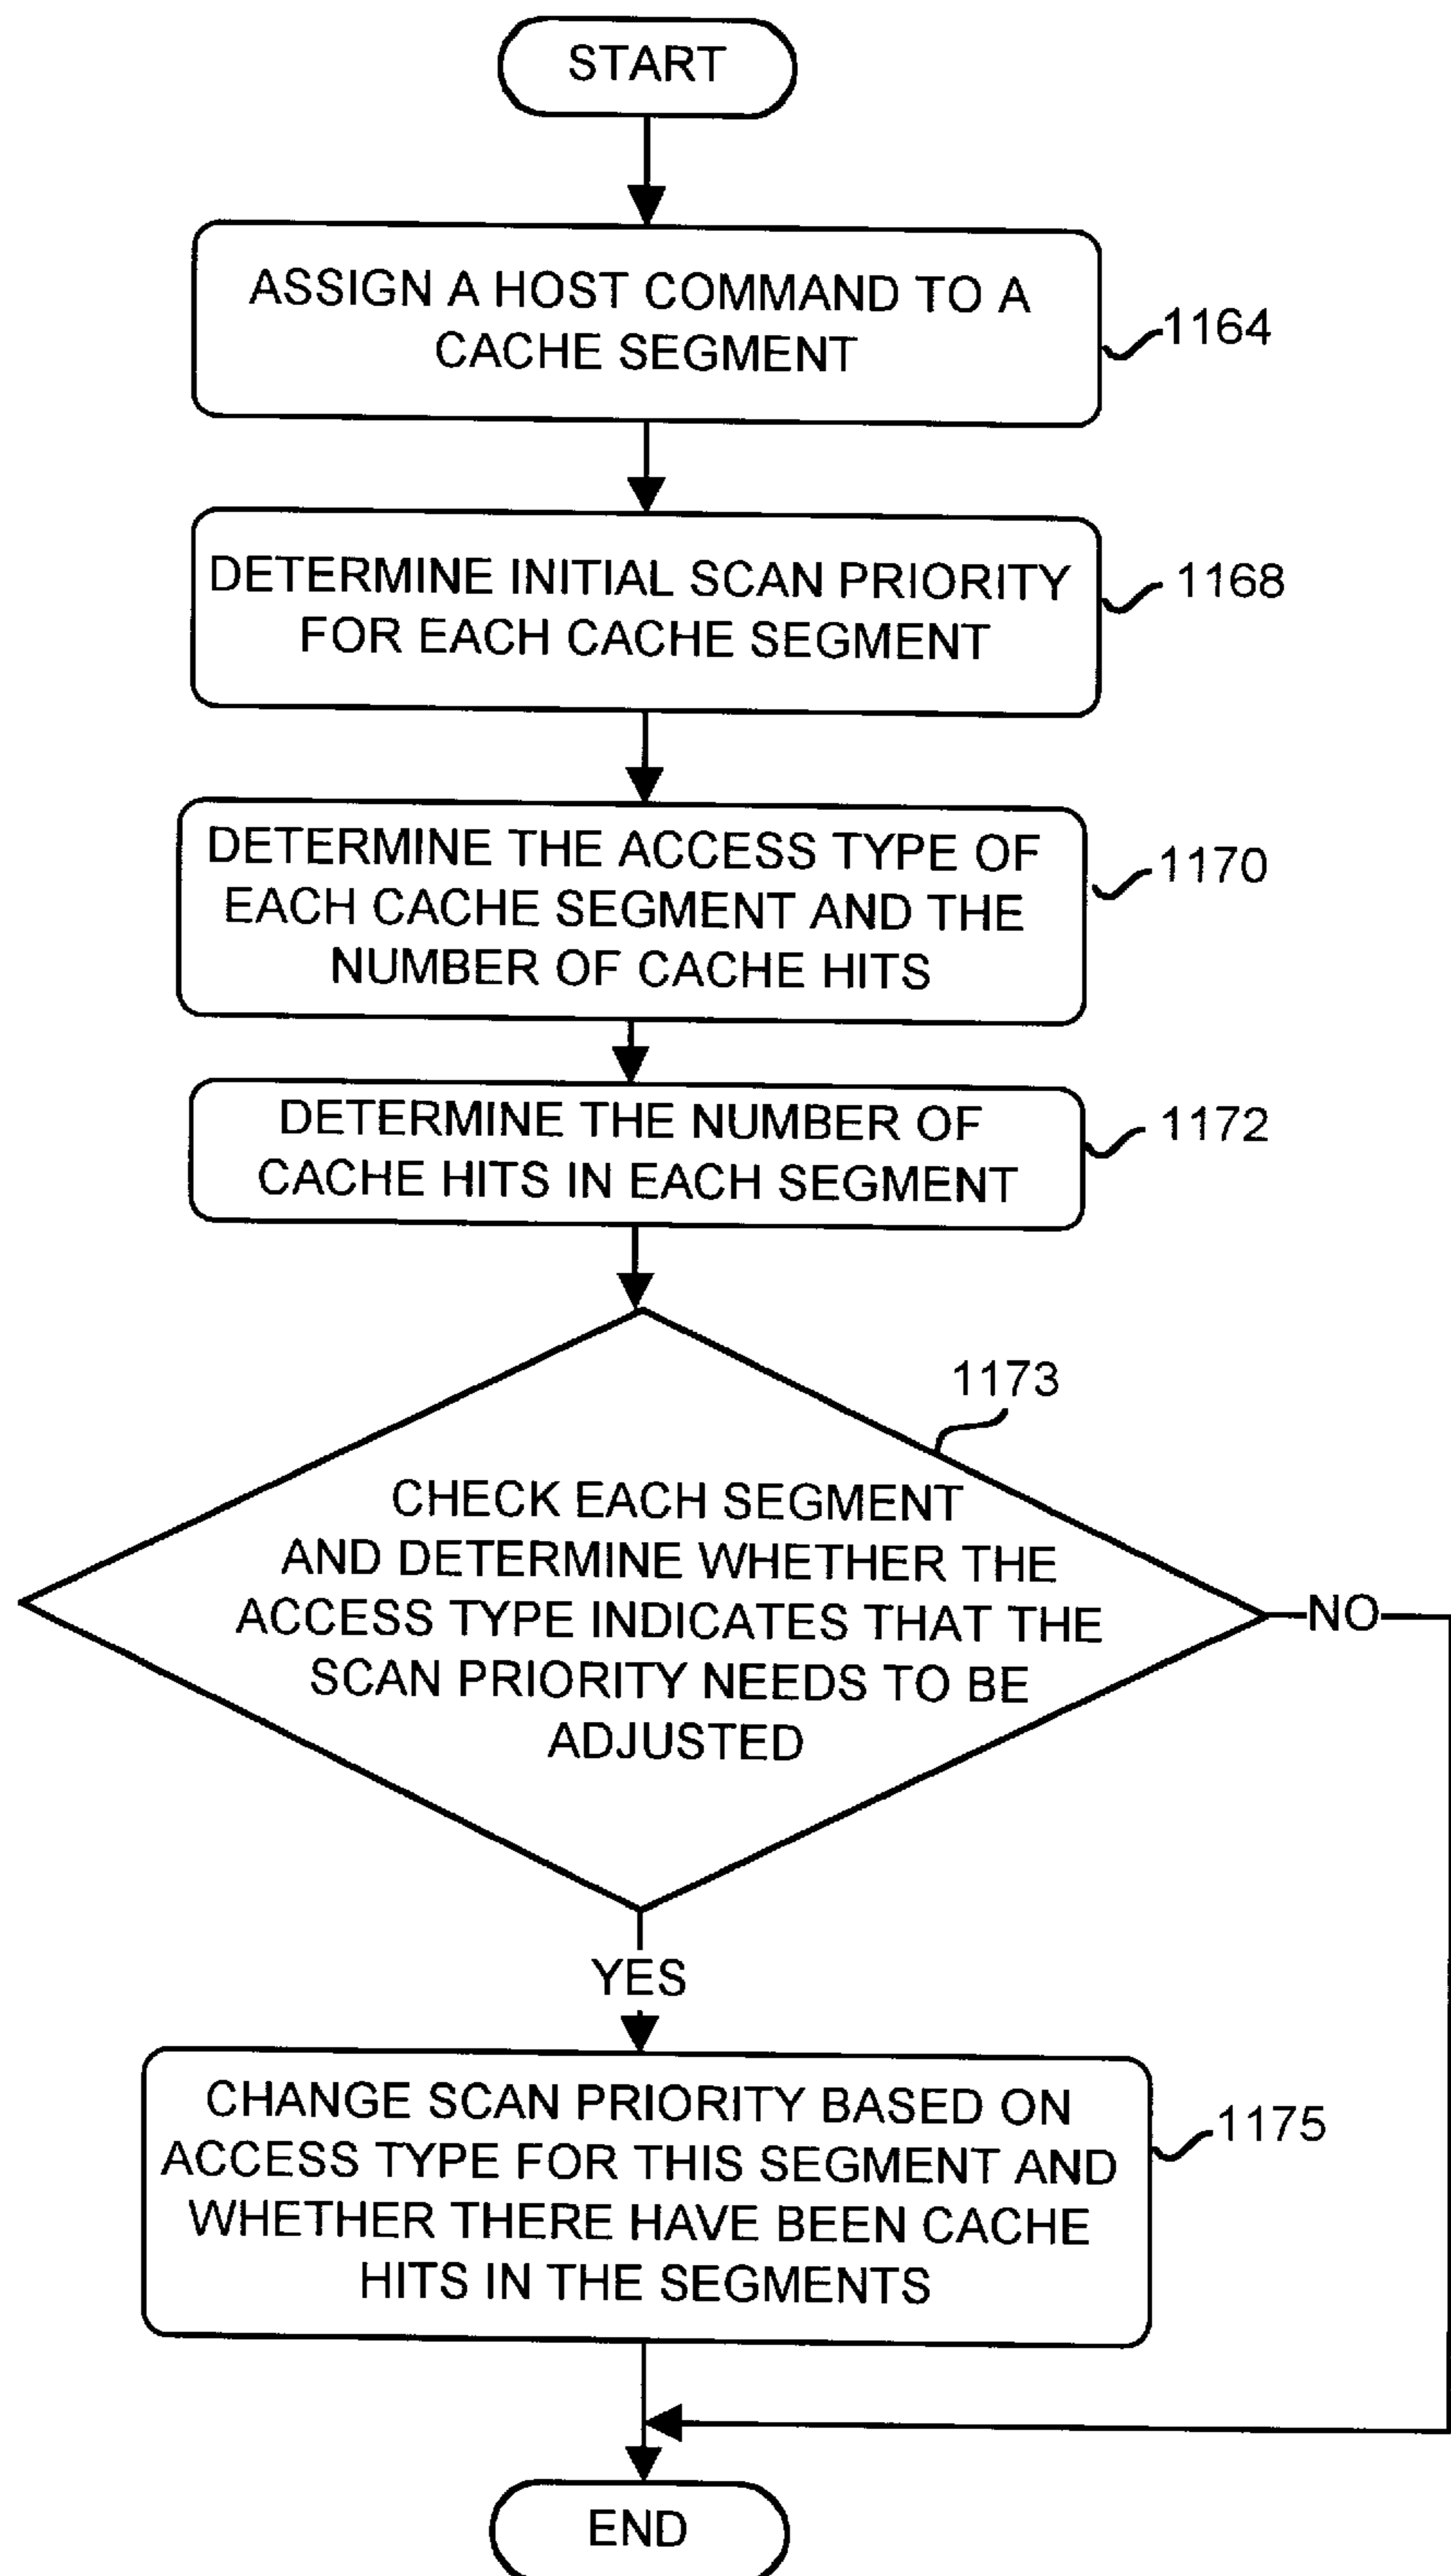 START
ASSIGN A HOST COMMAND TO A
CACHE SEGMENT
1164
DETERMINE INITIAL SCAN PRIORITY
FOR EACH CACHE SEGMENT
1168
DETERMINE THE ACCESS TYPE OF
EACH CACHE SEGMENT AND THE
NUMBER OF CACHE HITS
1170
DETERMINE THE NUMBER OF
CACHE HITS IN EACH SEGMENT
1172
1173
CHECK EACH SEGMENT
AND DETERMINE WHETHER THE
ACCESS TYPE INDICATES THAT THE
SCAN PRIORITY NEEDS TO BE
ADJUSTED
NO
YES
CHANGE SCAN PRIORITY BASED ON
ACCESS TYPE FOR THIS SEGMENT AND
WHETHER THERE HAVE BEEN CACHE
HITS IN THE SEGMENTS
1175
END